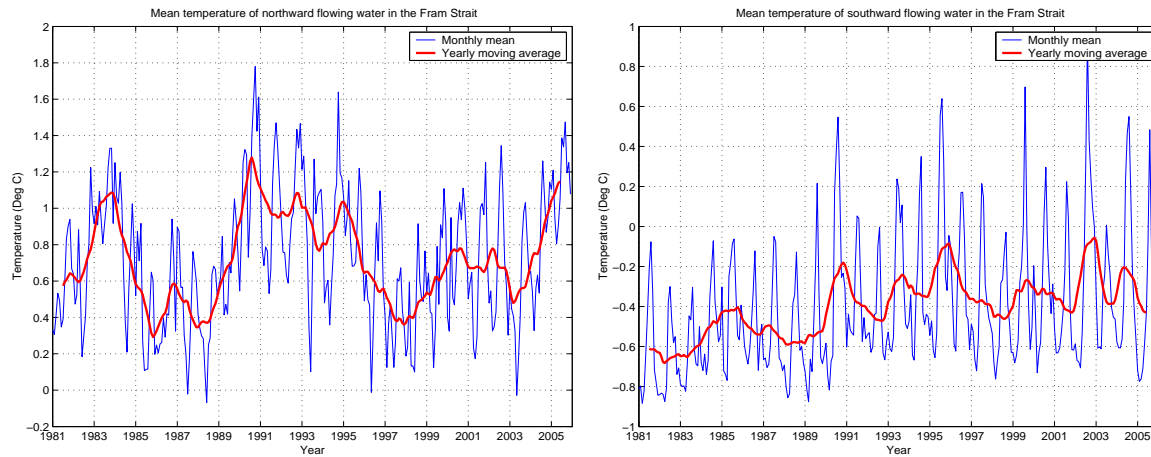 Mean temperature of northward flowing water in the Fram Strait
2
1.8
1.6
1.4
1.2
1
0.8
0.6
0.4
0.2
0
−0.2
Temperature (Deg C)
Monthly mean
Yearly moving average
1981 1983 1985 1987 1989 1991 1993 1995 1997 1999 2001 2003 2005
Year
Mean temperature of southward flowing water in the Fram Strait
1
0.8
0.6
0.4
0.2
0
−0.2
−0.4
−0.6
−0.8
−1
Temperature (Deg C)
Monthly mean
Yearly moving average
1981 1983 1985 1987 1989 1991 1993 1995 1997 1999 2001 2003 2005
Year